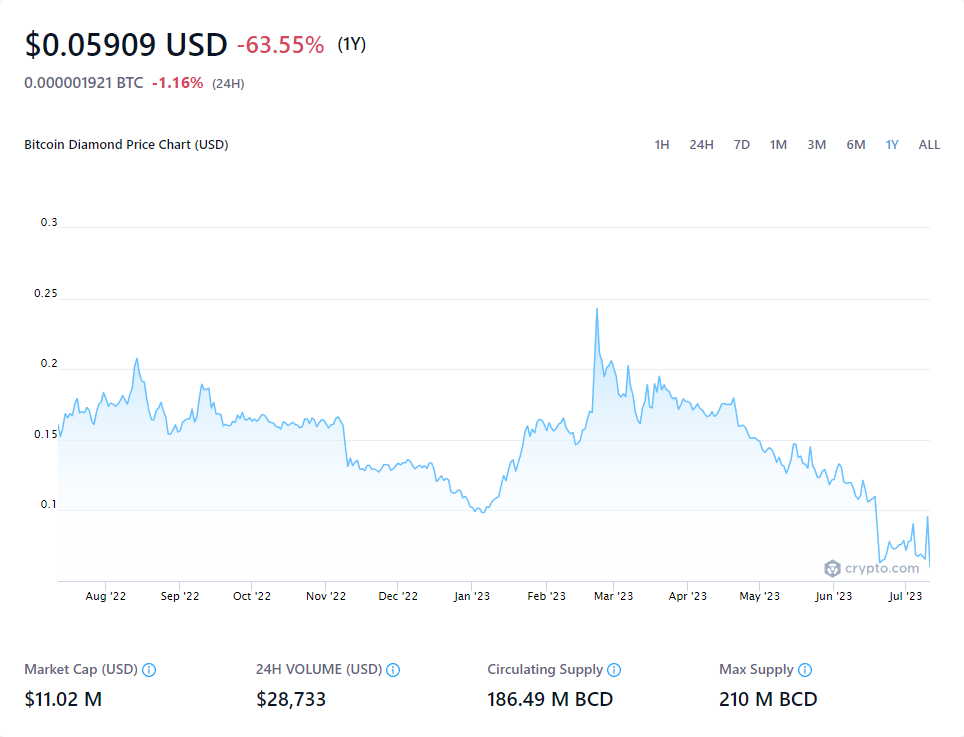 $0.05909 USD -63.55% (1Y)
0.000001921 BTC -1.16% (24H)
Bitcoin Diamond Price Chart (USD) 1H 24H 7D 1M 3M 6M 1Y ALL
0.3
0.25
0.2
0.15
0.1
crypto.com
Aug '22 Sep '22 Oct '22 Nov '22 Dec '22 Jan '23 Feb '23 Mar '23 Apr '23 May '23 Jun '23 Jul '23
Market Cap (USD) 24H VOLUME (USD) Circulating Supply Max Supply
$11.02 M $28,733 186.49 M BCD 210 M BCD